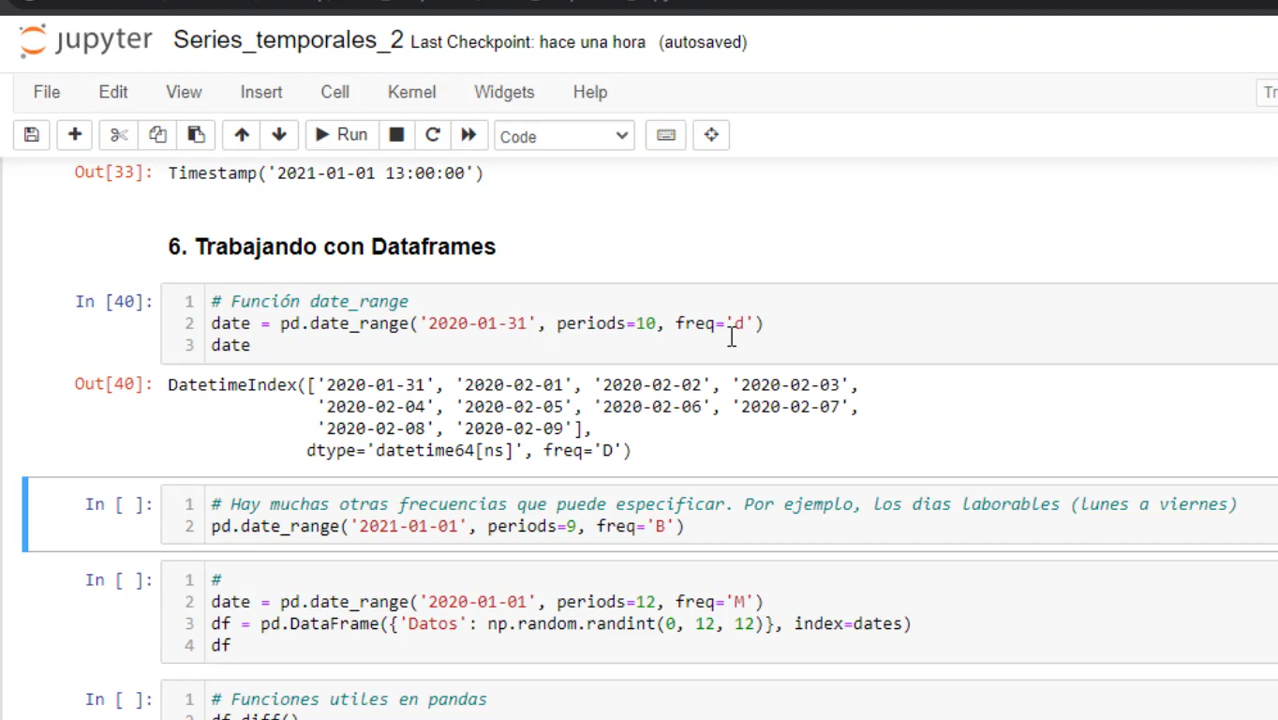 jupyter Series_temporales_2 Last Checkpoint: hace una hora (autosaved)
File Edit View Insert Cell Kernel Widgets Help Tr
Run Code
Out[33]: Timestamp('2021-01-01 13:00:00')
6. Trabajando con Dataframes
In [40]: 1 # Función date_range
2 date = pd.date_range('2020-01-31', periods=10, freq='d')
3 date
Out[40]: DatetimeIndex(['2020-01-31', '2020-02-01', '2020-02-02', '2020-02-03',
'2020-02-04', '2020-02-05', '2020-02-06', '2020-02-07',
'2020-02-08', '2020-02-09'],
dtype='datetime64[ns]', freq='D')
In [ ]: 1 # Hay muchas otras frecuencias que puede especificar. Por ejemplo, los dias laborables (lunes a viernes)
2 pd.date_range('2021-01-01', periods=9, freq='B')
In [ ]: 1 #
2 date = pd.date_range('2020-01-01', periods=12, freq='M')
3 df = pd.DataFrame({'Datos': np.random.randint(0, 12, 12)}, index=dates)
4 df
In [ ]: 1 # Funciones utiles en pandas
2 df.diff()